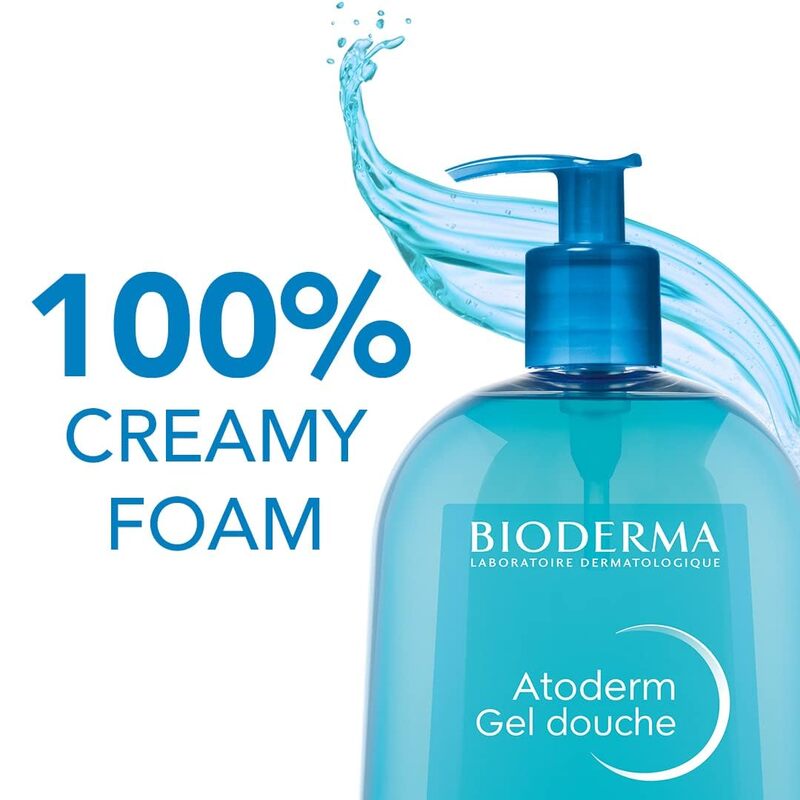 100%
CREAMY
FOAM
BIODERMA
LABORATOIRE DERMATOLOGIQUE
Atoderm
Gel douche